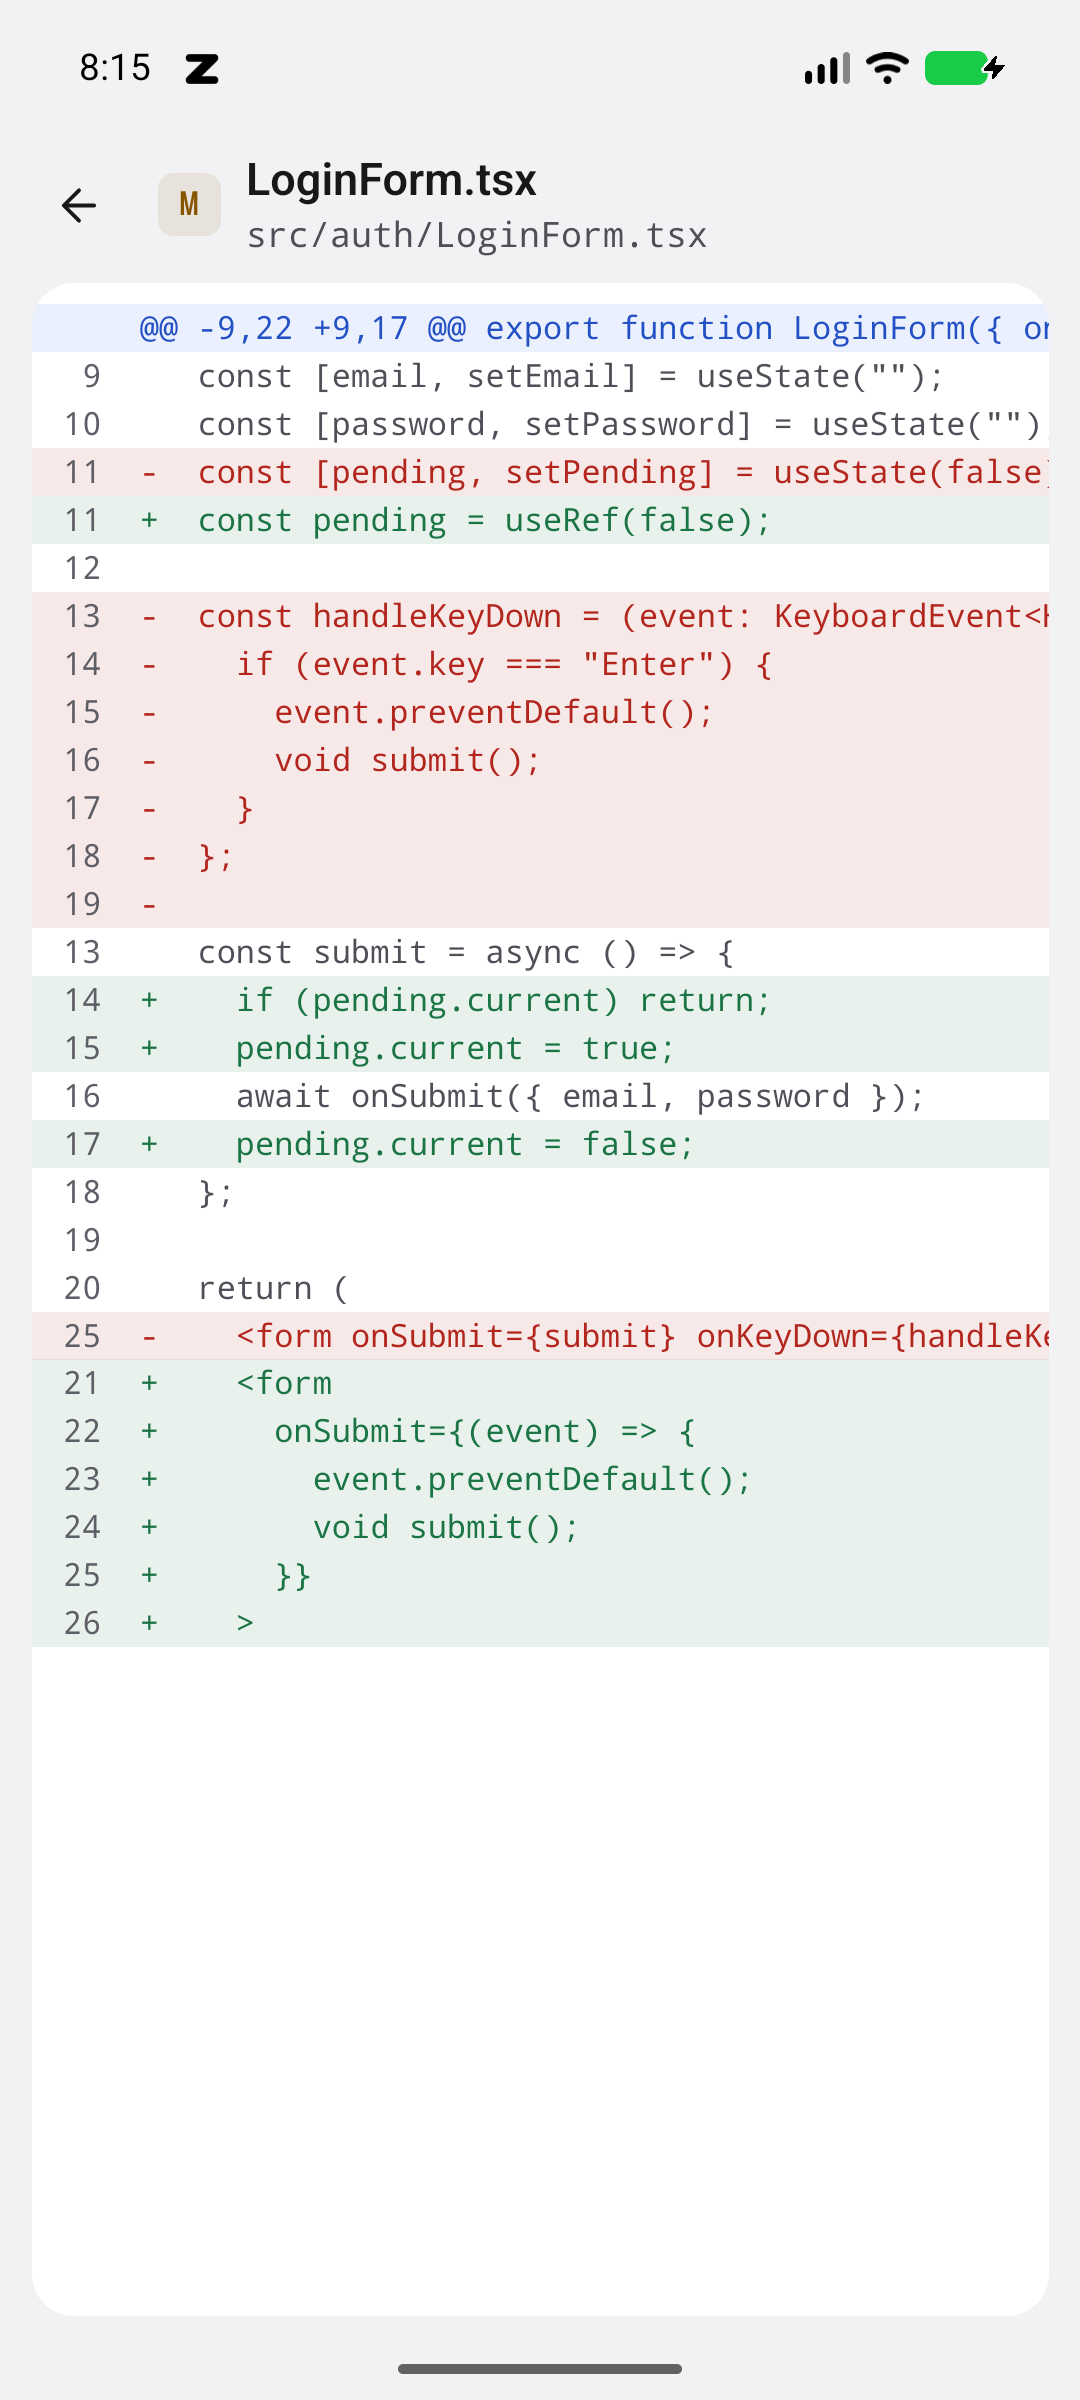 8:15
M
LoginForm.tsx
src/auth/LoginForm.tsx
@@ -9,22 +9,17 @@ export function LoginForm({ on
9 const [email, setEmail] = useState("");
10 const [password, setPassword] = useState("")
11 - const [pending, setPending] = useState(false)
11 + const pending = useRef(false);
12
13 - const handleKeyDown = (event: KeyboardEvent<H
14 - if (event.key === "Enter") {
15 - event.preventDefault();
16 - void submit();
17 - }
18 - };
19 -
13 const submit = async () => {
14 + if (pending.current) return;
15 + pending.current = true;
16 await onSubmit({ email, password });
17 + pending.current = false;
18 };
19
20 return (
25 - <form onSubmit={submit} onKeyDown={handleKe
21 + <form
22 + onSubmit={(event) => {
23 + event.preventDefault();
24 + void submit();
25 + }}
26 + >